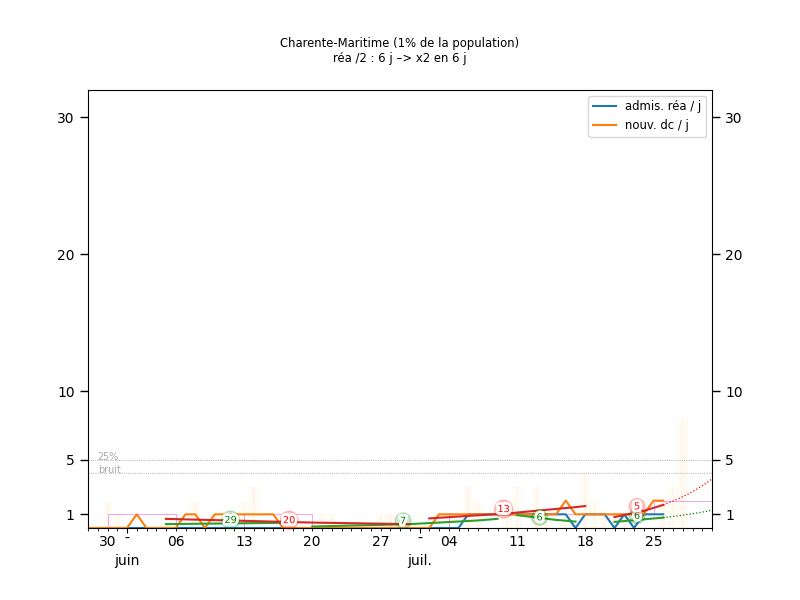 Charente-Maritime (1% de la population)
réa /2 : 6 j –> x2 en 6 j
admis. réa / j
nouv. dc / j
30 30
20 20
10 10
5 5
1 1
25%
bruit
29 20 7 13 6 5 6
30 - 06 13 20 27 - 04 11 18 25
juin juil.